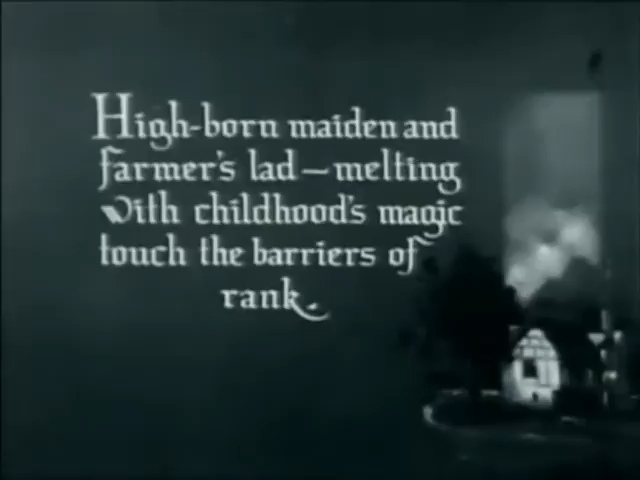 High-born maiden and
farmer's lad — melting
with childhood's magic
touch the barriers of
rank.